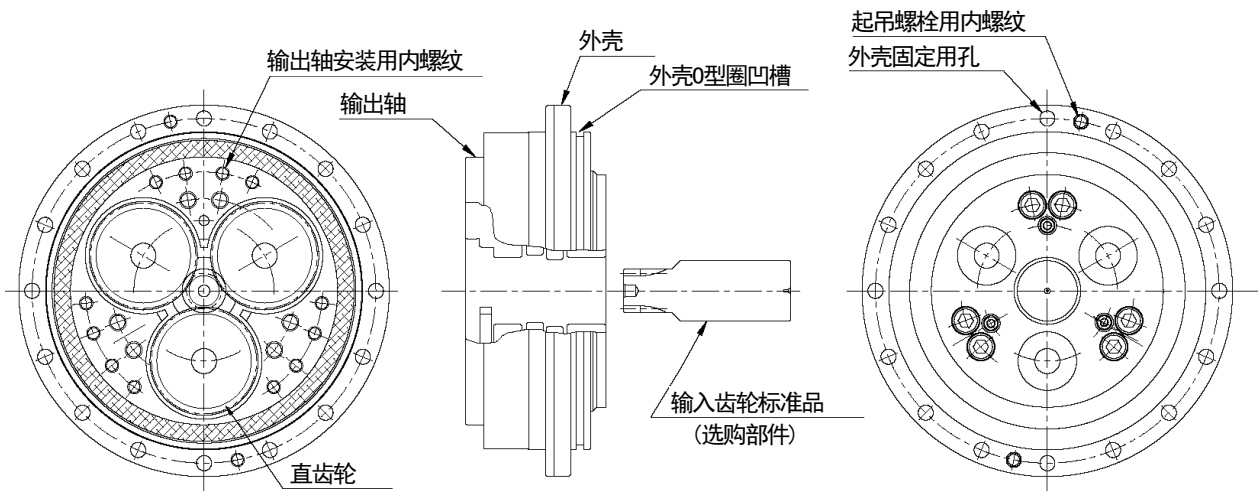 输出轴安装用内螺纹
输出轴
外壳
外壳O型圈凹槽
起吊螺栓用内螺纹
外壳固定用孔
输入齿轮标准品
（选购部件）
直齿轮